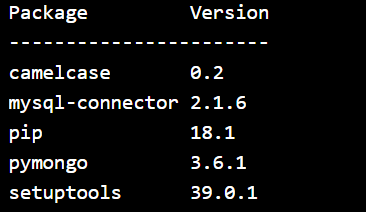 Package Version
-----------------------
camelcase 0.2
mysql-connector 2.1.6
pip 18.1
pymongo 3.6.1
setuptools 39.0.1